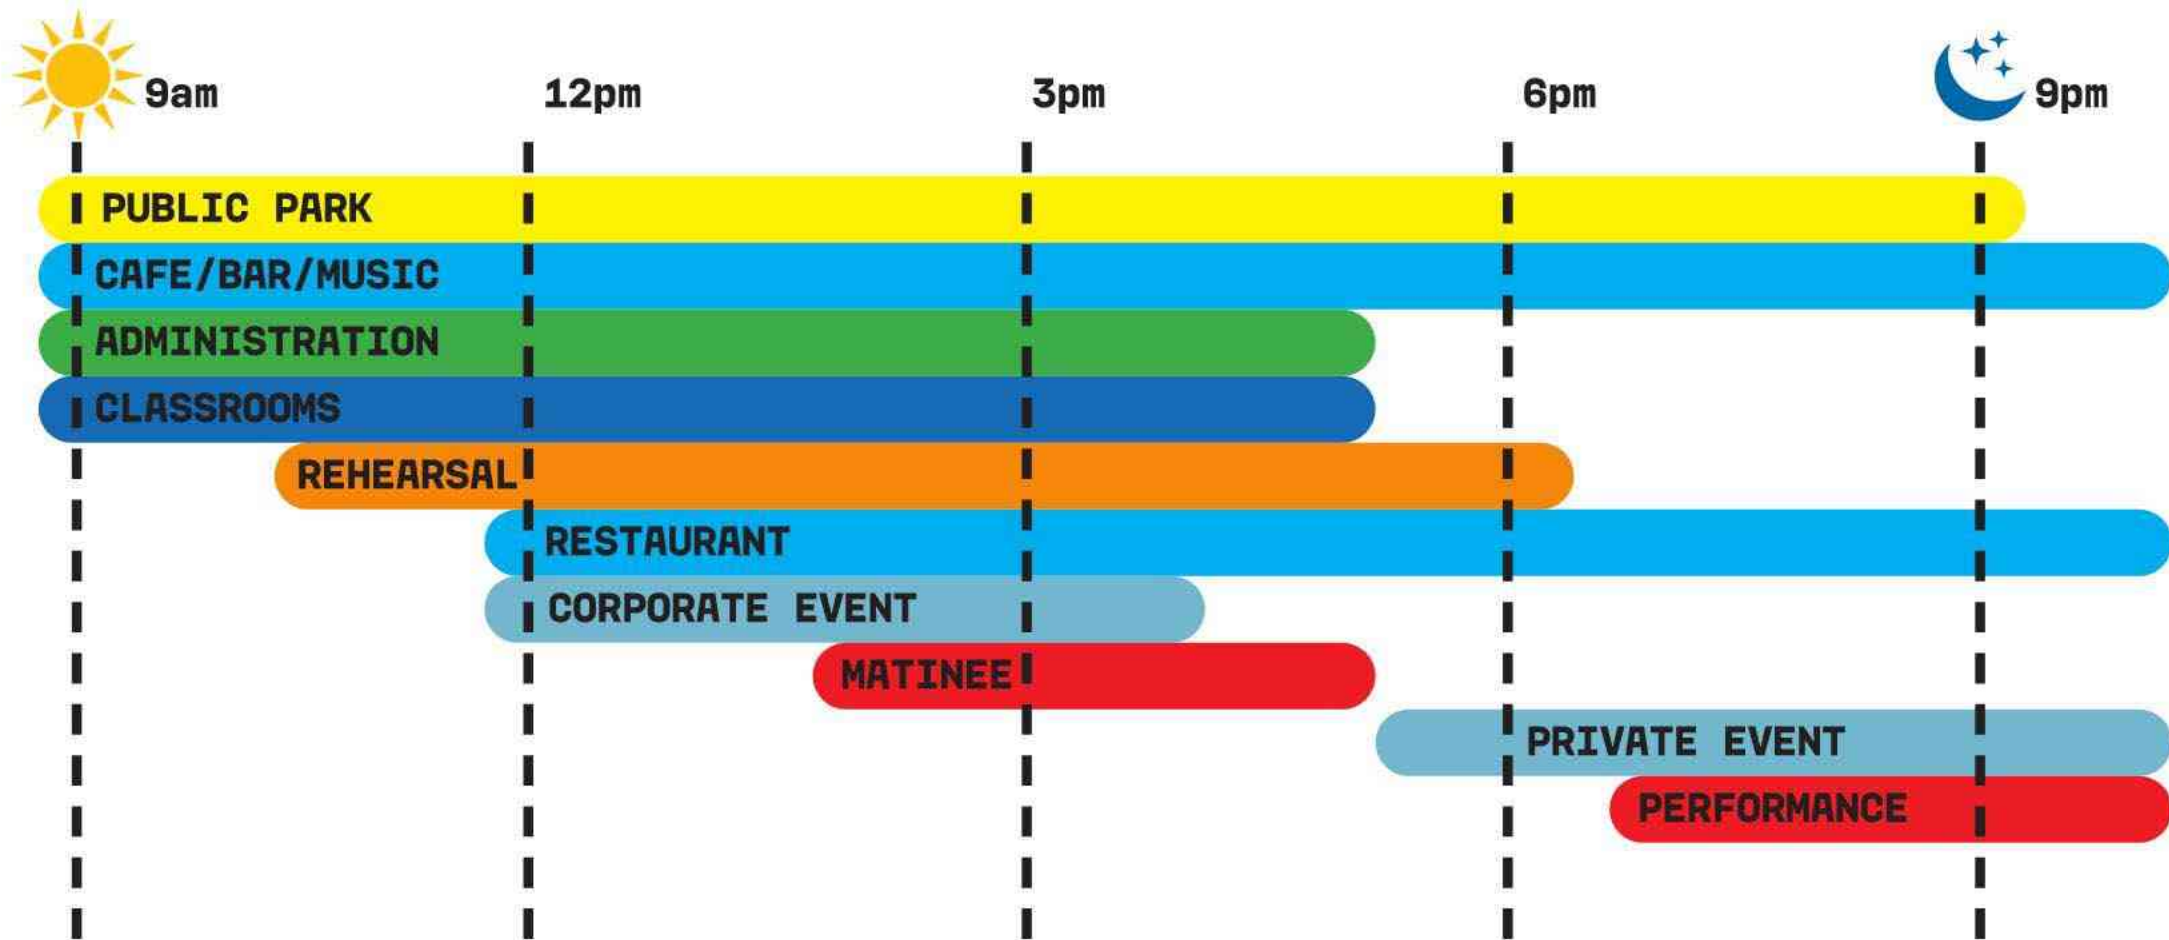 9am 12pm 3pm 6pm 9pm
PUBLIC PARK
CAFE/BAR/MUSIC
ADMINISTRATION
CLASSROOMS
REHEARSAL
RESTAURANT
CORPORATE EVENT
MATINEE
PRIVATE EVENT
PERFORMANCE